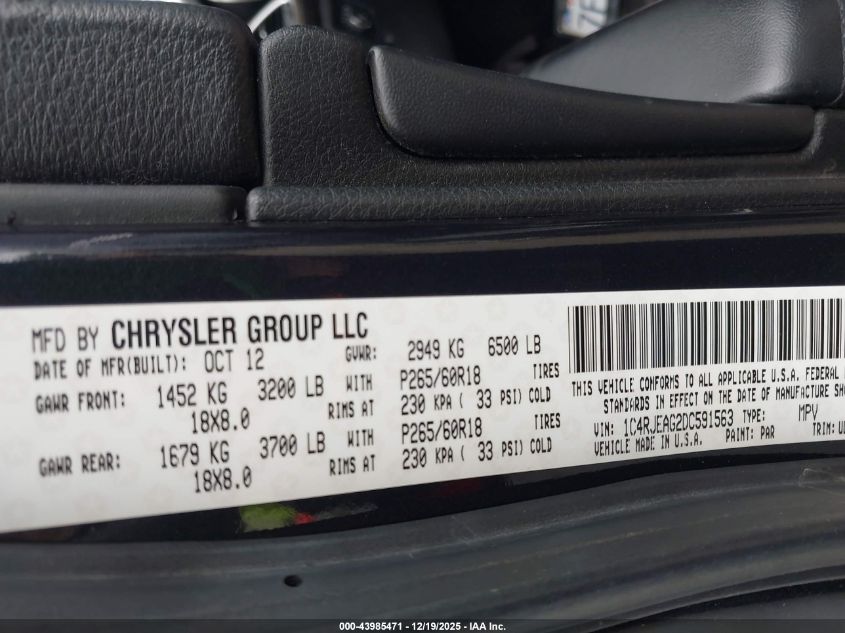 MFD BY CHRYSLER GROUP LLC
DATE OF MFR(BUILT): OCT 12 GVWR: 2949 KG 6500 LB
GAWR FRONT: 1452 KG 3200 LB WITH P265/60R18 TIRES
18X8.0 RIMS AT 230 KPA ( 33 PSI) COLD
GAWR REAR: 1679 KG 3700 LB WITH P265/60R18 TIRES
18X8.0 RIMS AT 230 KPA ( 33 PSI) COLD
THIS VEHICLE CONFORMS TO ALL APPLICABLE U.S.A. FEDERAL
STANDARDS IN EFFECT ON THE DATE OF MANUFACTURE
VIN: 1C4RJEAG2DC591563 TYPE: MPV
VEHICLE MADE IN U.S.A. PAINT: PAR TRIM:
000-43985471 - 12/19/2025 - IAA Inc.